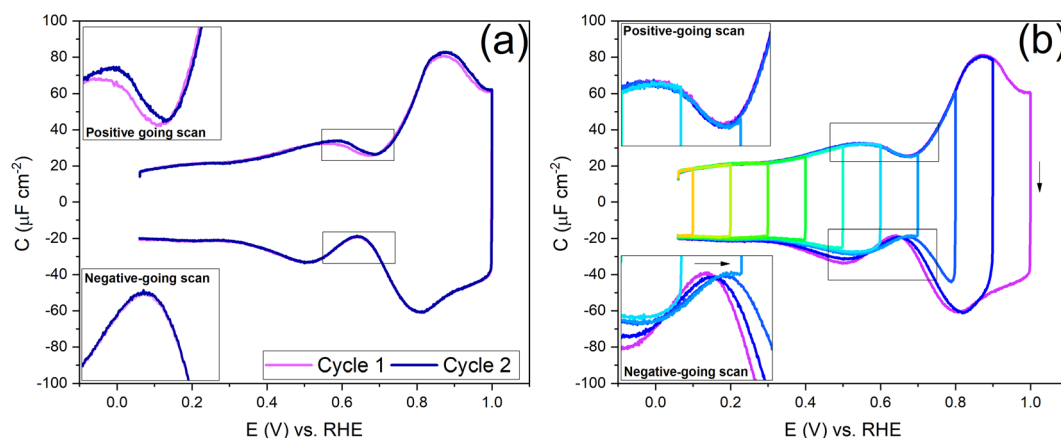 (a)
100
80
60
40
20
0
-20
-40
-60
-80
-100
C (µF cm-2)
Positive going scan
Negative-going scan
Cycle 1 Cycle 2
0.0 0.2 0.4 0.6 0.8 1.0
E (V) vs. RHE
(b)
100
80
60
40
20
0
-20
-40
-60
-80
-100
C (µF cm-2)
Positive-going scan
Negative-going scan
0.0 0.2 0.4 0.6 0.8 1.0
E (V) vs. RHE